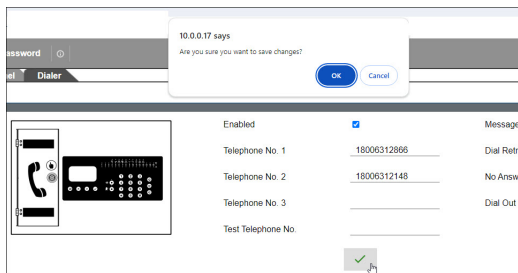 10.0.0.17 says
Are you sure you want to save changes?
OK
Cancel
assword
Dialer
Enabled
Message
Telephone No. 1
18006312866
Dial Retr
Telephone No. 2
18006312148
No Answ
Telephone No. 3
Dial Out
Test Telephone No.